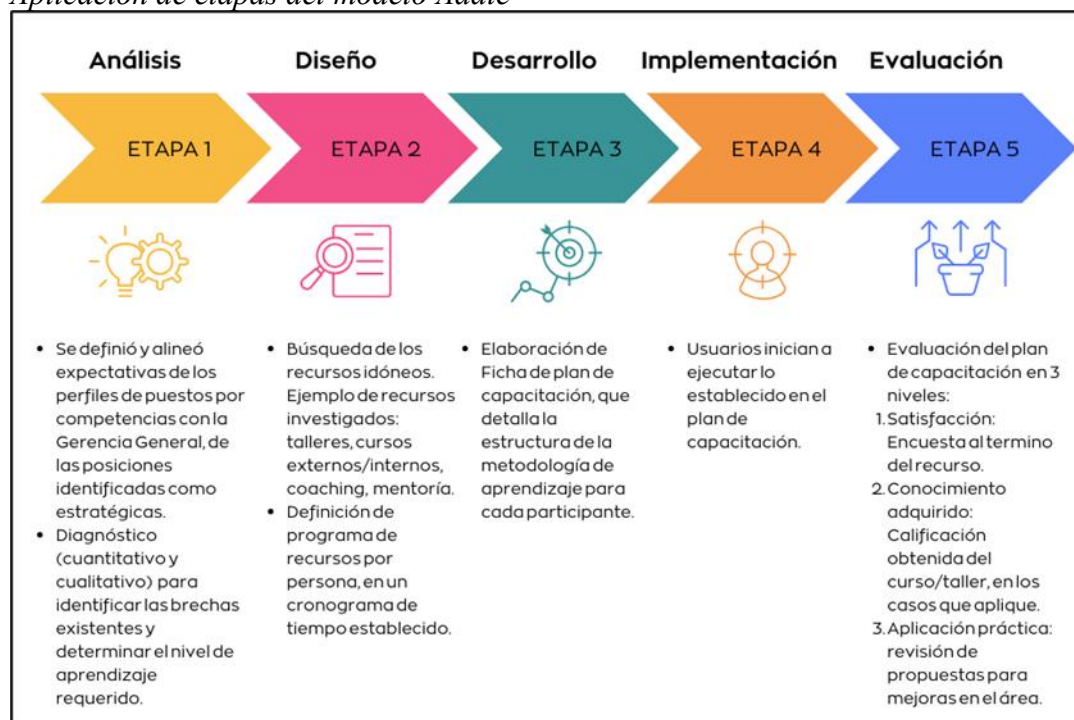 Aplicación de etapas del modelo Addie
Análisis
Diseño
Desarrollo
Implementación
Evaluación
ETAPA 1
ETAPA 2
ETAPA 3
ETAPA 4
ETAPA 5
• Se definió y alineó
expectativas de los
perfiles de puestos por
competencias con la
Gerencia General, de
las posiciones
identificadas como
estratégicas.
• Diagnóstico
(cuantitativo y
cualitativo) para
identificar las brechas
existentes y
determinar el nivel de
aprendizaje
requerido.
• Búsqueda de los
recursos idóneos.
Ejemplo de recursos
investigados:
talleres, cursos
externos/internos,
coaching, mentoría.
• Definición de
programa de
recursos por
persona, en un
cronograma de
tiempo establecido.
• Elaboración de
Ficha de plan de
capacitación, que
detalla la
estructura de la
metodología de
aprendizaje para
cada participante.
• Usuarios inician a
ejecutar lo
establecido en el
plan de
capacitación.
• Evaluación del plan
de capacitación en 3
niveles:
1. Satisfacción:
Encuesta al termino
del recurso.
2. Conocimiento
adquirido:
Calificación
obtenida del
curso/taller, en los
casos que aplique.
3. Aplicación práctica:
revisión de
propuestas para
mejoras en el área.